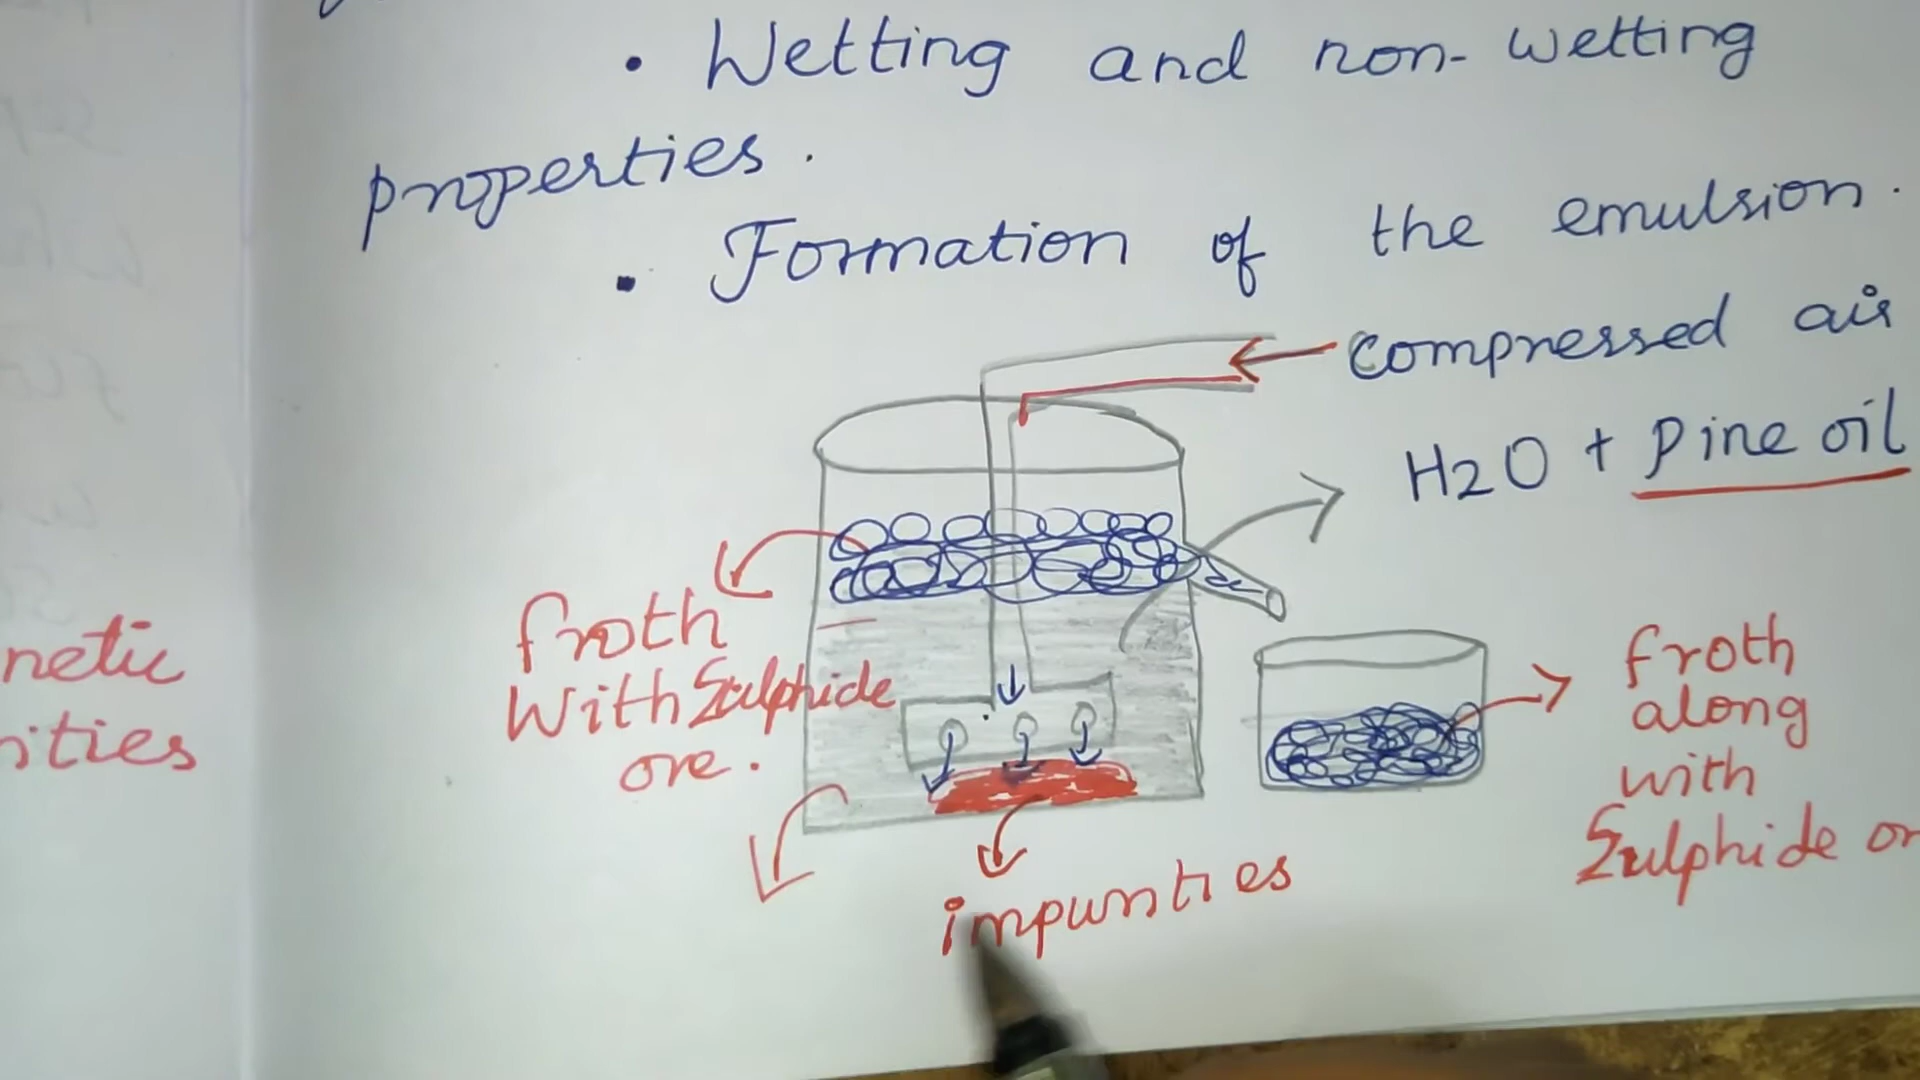 • Wetting and non-wetting
properties.
• Formation of the emulsion.
compressed air
H2O + pine oil
froth
With Sulphide
ore.
froth
along
with
Sulphide or
impurities
netic
ities